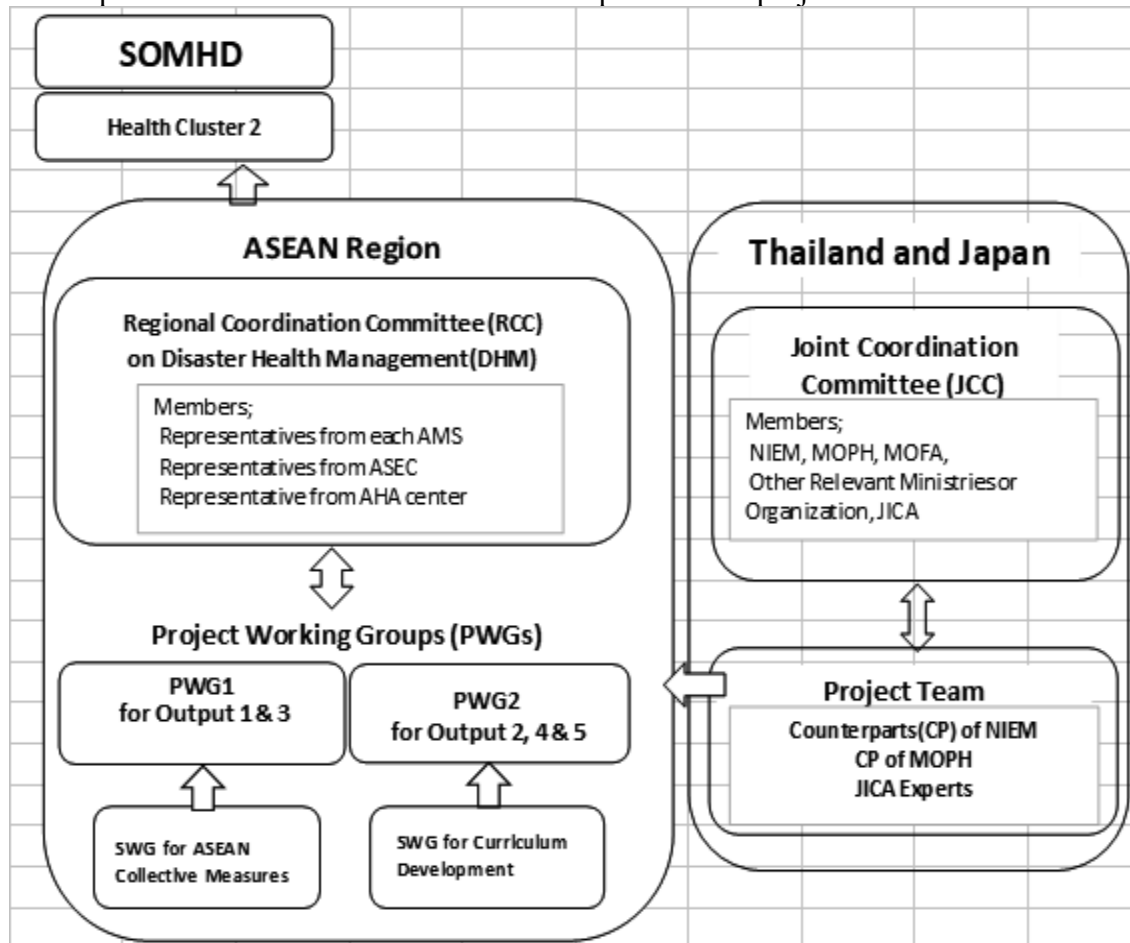 SOMHD
Health Cluster 2
ASEAN Region
Regional Coordination Committee (RCC)
on Disaster Health Management(DHM)
Members;
Representatives from each AMS
Representatives from ASEC
Representative from AHA center
Project Working Groups (PWGs)
PWG1
for Output 1 & 3
PWG2
for Output 2, 4 & 5
SWG for ASEAN
Collective Measures
SWG for Curriculum
Development
Thailand and Japan
Joint Coordination
Committee (JCC)
Members;
NIEM, MOPH, MOFA,
Other Relevant Ministriesor
Organization, JICA
Project Team
Counterparts(CP) of NIEM
CP of MOPH
JICA Experts